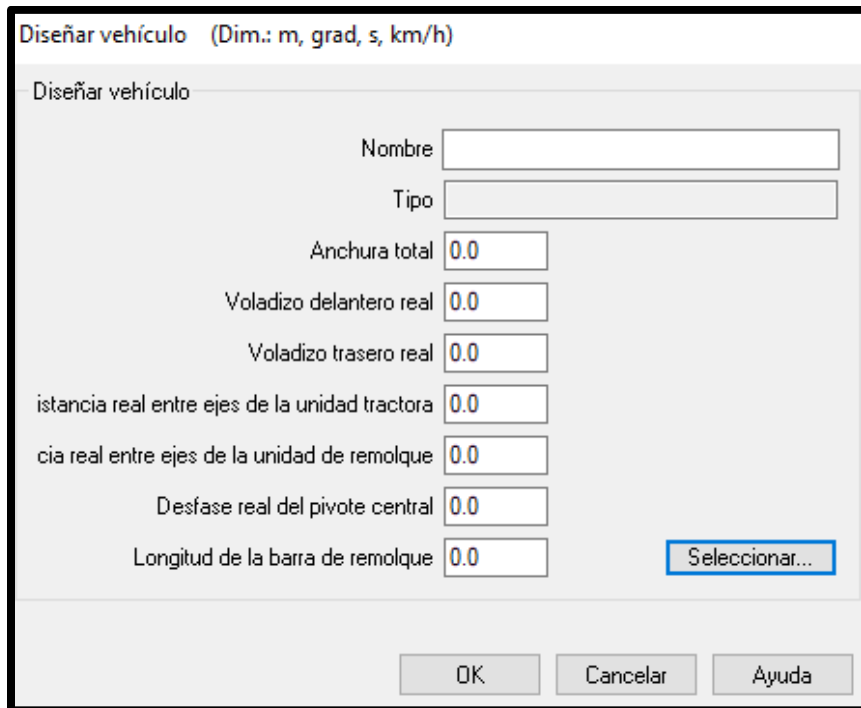 Diseñar vehículo (Dim.: m, grad, s, km/h)
Diseñar vehículo
Nombre
Tipo
Anchura total 0.0
Voladizo delantero real 0.0
Voladizo trasero real 0.0
istancia real entre ejes de la unidad tractora 0.0
cia real entre ejes de la unidad de remolque 0.0
Desfase real del pivote central 0.0
Longitud de la barra de remolque 0.0 Seleccionar...
OK Cancelar Ayuda